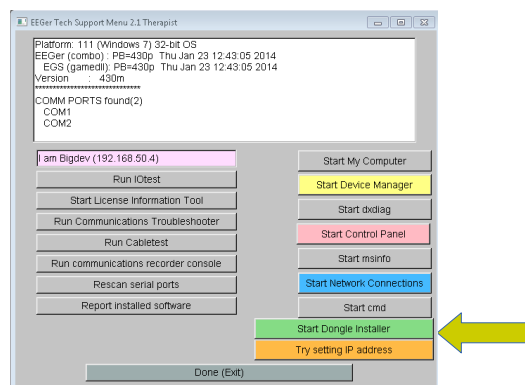 EEGer Tech Support Menu 2.1 Therapist
Platform: 111 (Windows 7) 32-bit OS
EEGer (combo) : PB=430p Thu Jan 23 12:43:05 2014
EGS (gamedll): PB=430p Thu Jan 23 12:43:05 2014
Version : 430m
******************************
COMM PORTS found(2)
COM1
COM2
I am Bigdev (192.168.50.4)
Run IOtest
Start License Information Tool
Run Communications Troubleshooter
Run Cabletest
Run communications recorder console
Rescan serial ports
Report installed software
Start My Computer
Start Device Manager
Start dxdiag
Start Control Panel
Start msinfo
Start Network Connections
Start cmd
Start Dongle Installer
Try setting IP address
Done (Exit)